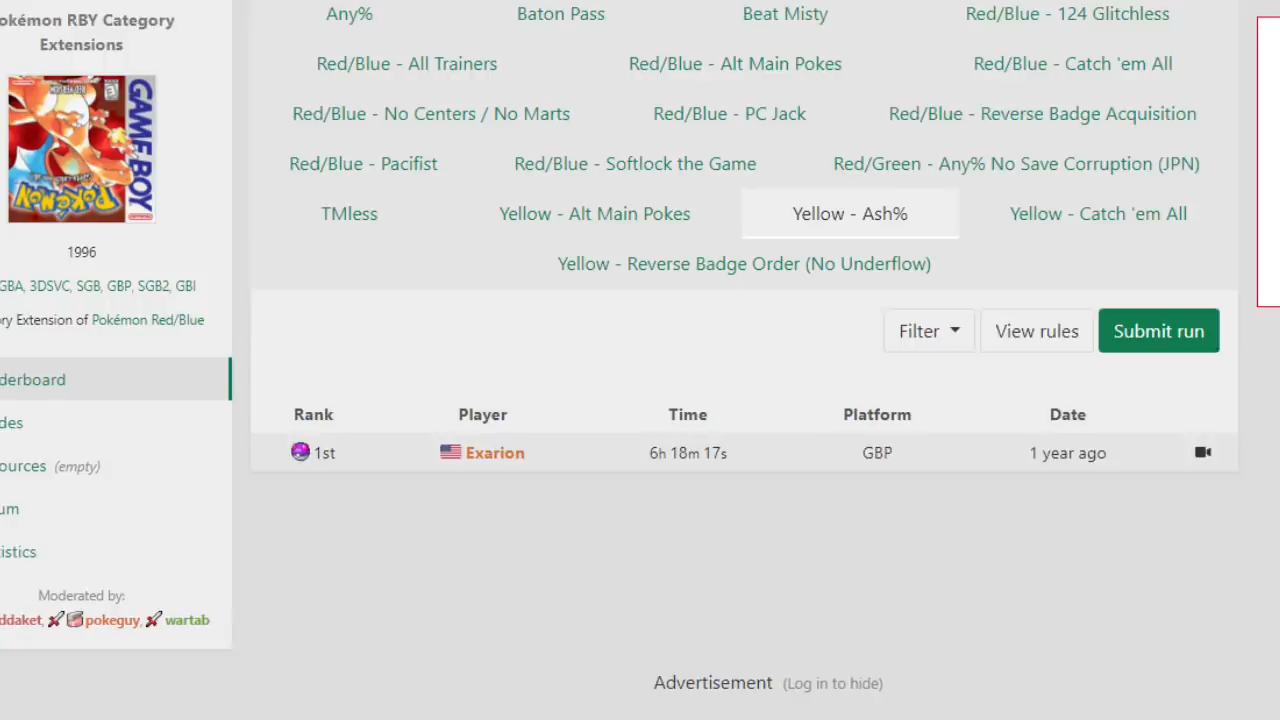 okémon RBY Category
Extensions
GAME BOY
POKéMON
1996
GBA, 3DSVC, SGB, GBP, SGB2, GBI
ory Extension of Pokémon Red/Blue
derboard
des
ources (empty)
um
istics
Moderated by:
ddaket, pokeguy, wartab
Any% Baton Pass Beat Misty Red/Blue - 124 Glitchless
Red/Blue - All Trainers Red/Blue - Alt Main Pokes Red/Blue - Catch 'em All
Red/Blue - No Centers / No Marts Red/Blue - PC Jack Red/Blue - Reverse Badge Acquisition
Red/Blue - Pacifist Red/Blue - Softlock the Game Red/Green - Any% No Save Corruption (JPN)
TMless Yellow - Alt Main Pokes Yellow - Ash% Yellow - Catch 'em All
Yellow - Reverse Badge Order (No Underflow)
Filter View rules Submit run
Rank Player Time Platform Date
1st Exarion 6h 18m 17s GBP 1 year ago
Advertisement (Log in to hide)